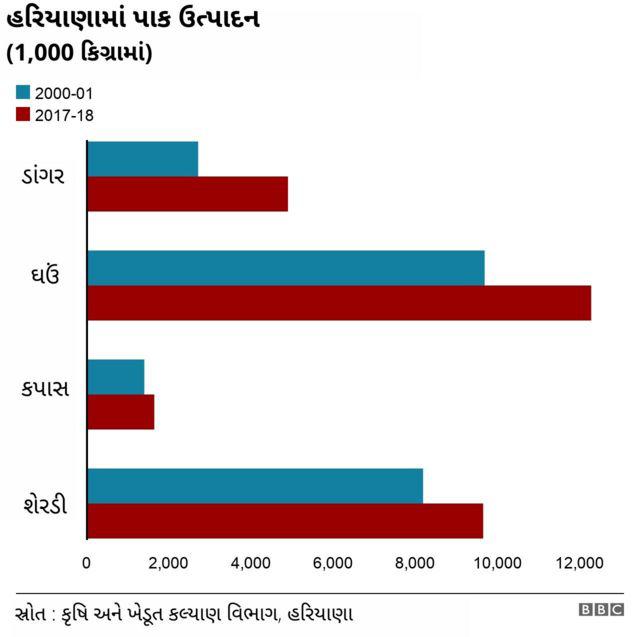 હરિયાણામાં પાક ઉત્પાદન
(1,000 કિગ્રામાં)
2000-01
2017-18
ડાંગર
ઘઉં
કપાસ
શેરડી
0 2,000 4,000 6,000 8,000 10,000 12,000
સ્રોત : કૃષિ અને ખેડૂત કલ્યાણ વિભાગ, હરિયાણા
BBC